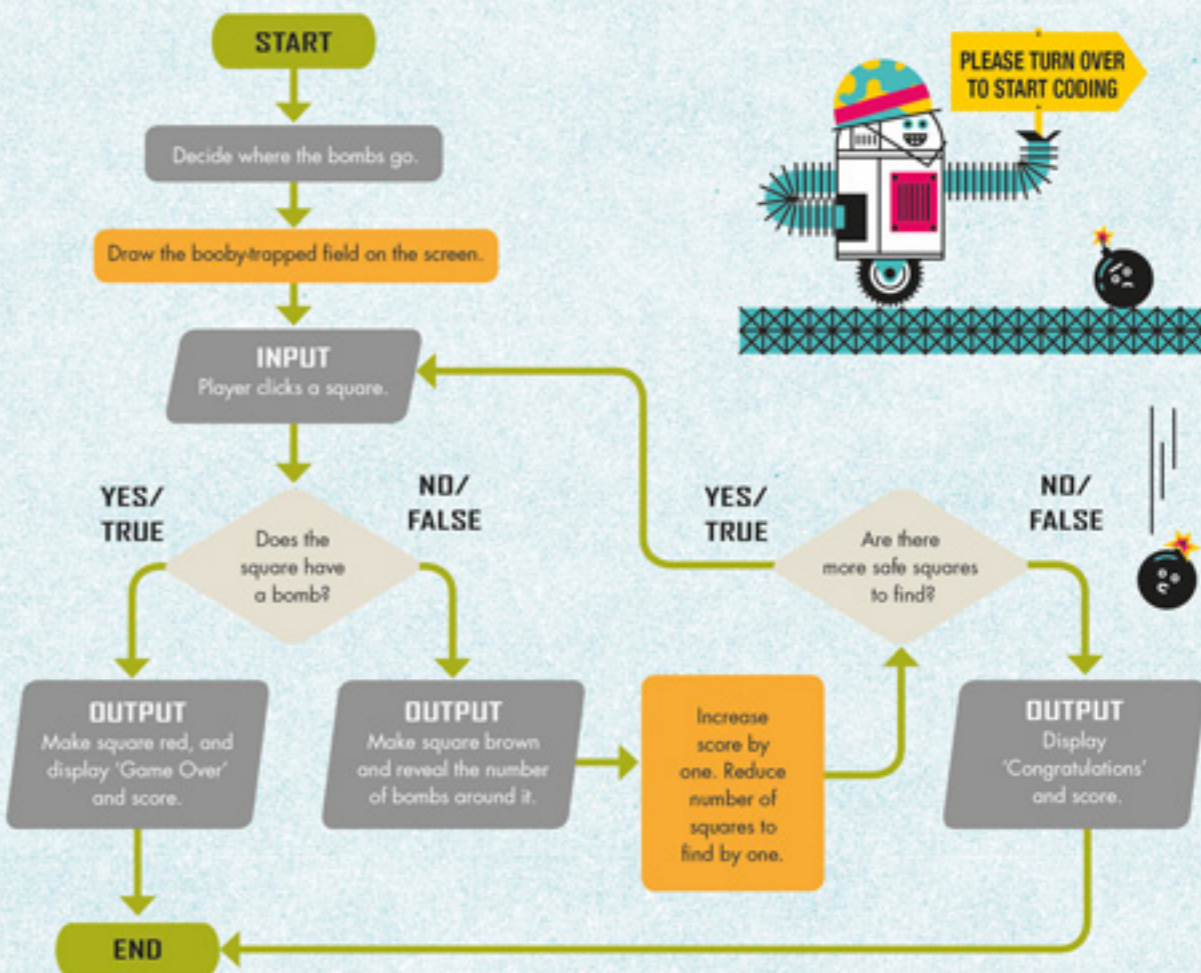 START
PLEASE TURN OVER
TO START CODING
Decide where the bombs go.
Draw the booby-trapped field on the screen.
INPUT
Player clicks a square.
YES/
TRUE
Does the
square have
a bomb?
NO/
FALSE
YES/
TRUE
Are there
more safe squares
to find?
NO/
FALSE
OUTPUT
Make square red, and
display 'Game Over'
and score.
OUTPUT
Make square brown
and reveal the number
of bombs around it.
Increase
score by
one. Reduce
number of
squares to
find by one.
OUTPUT
Display
'Congratulations'
and score.
END